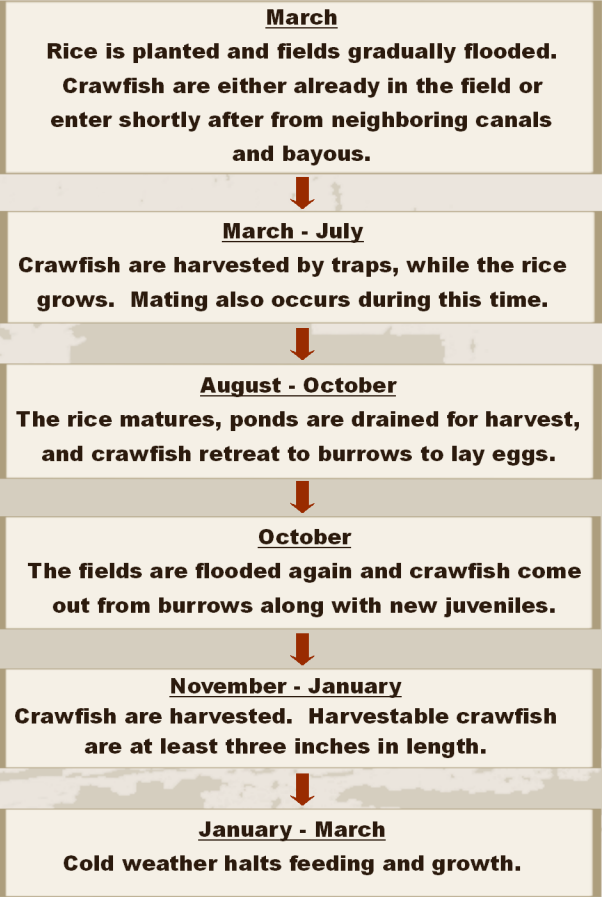 March
Rice is planted and fields gradually flooded.
Crawfish are either already in the field or
enter shortly after from neighboring canals
and bayous.
March - July
Crawfish are harvested by traps, while the rice
grows.  Mating also occurs during this time.
August - October
The rice matures, ponds are drained for harvest,
and crawfish retreat to burrows to lay eggs.
October
The fields are flooded again and crawfish come
out from burrows along with new juveniles.
November - January
Crawfish are harvested.  Harvestable crawfish
are at least three inches in length.
January - March
Cold weather halts feeding and growth.